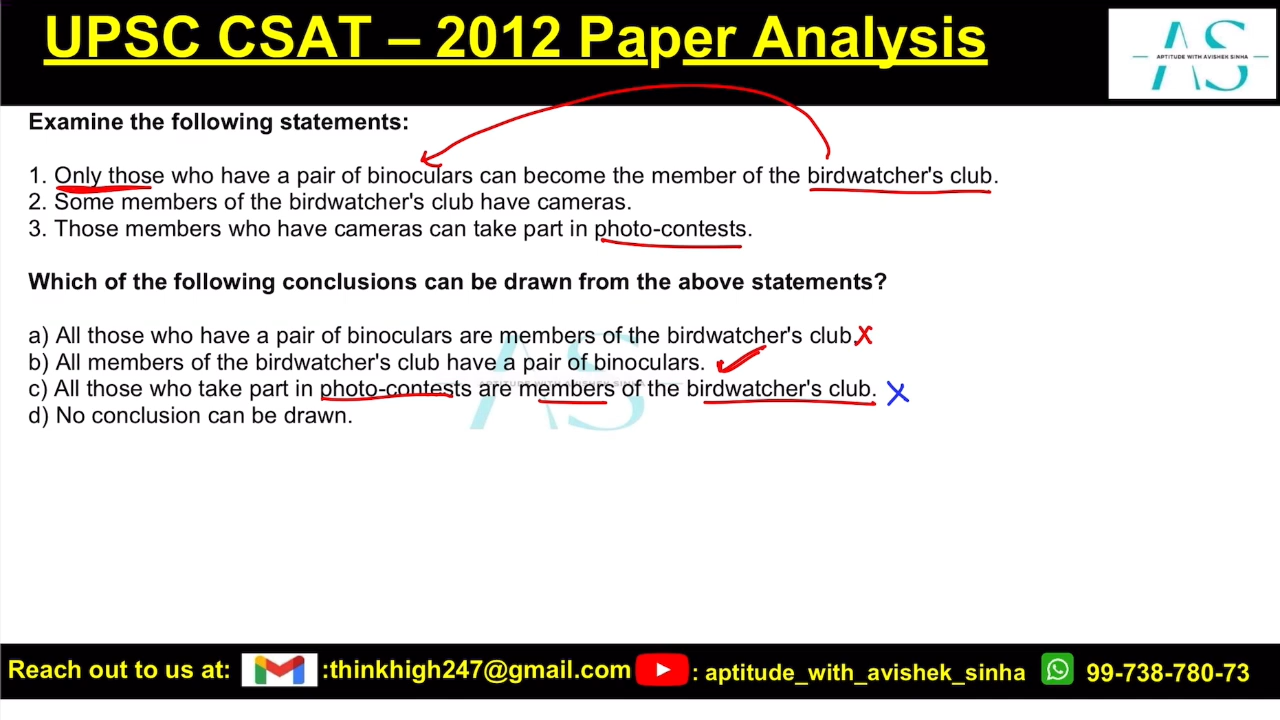 UPSC CSAT – 2012 Paper Analysis
AS
APTITUDE WITH AVISHEK SINHA
Examine the following statements:
1. Only those who have a pair of binoculars can become the member of the birdwatcher's club.
2. Some members of the birdwatcher's club have cameras.
3. Those members who have cameras can take part in photo-contests.
Which of the following conclusions can be drawn from the above statements?
a) All those who have a pair of binoculars are members of the birdwatcher's club.
b) All members of the birdwatcher's club have a pair of binoculars.
c) All those who take part in photo-contests are members of the birdwatcher's club.
d) No conclusion can be drawn.
AS
APTITUDE WITH AVISHEK SINHA
Reach out to us at: :thinkhigh247@gmail.com : aptitude_with_avishek_sinha 99-738-780-73